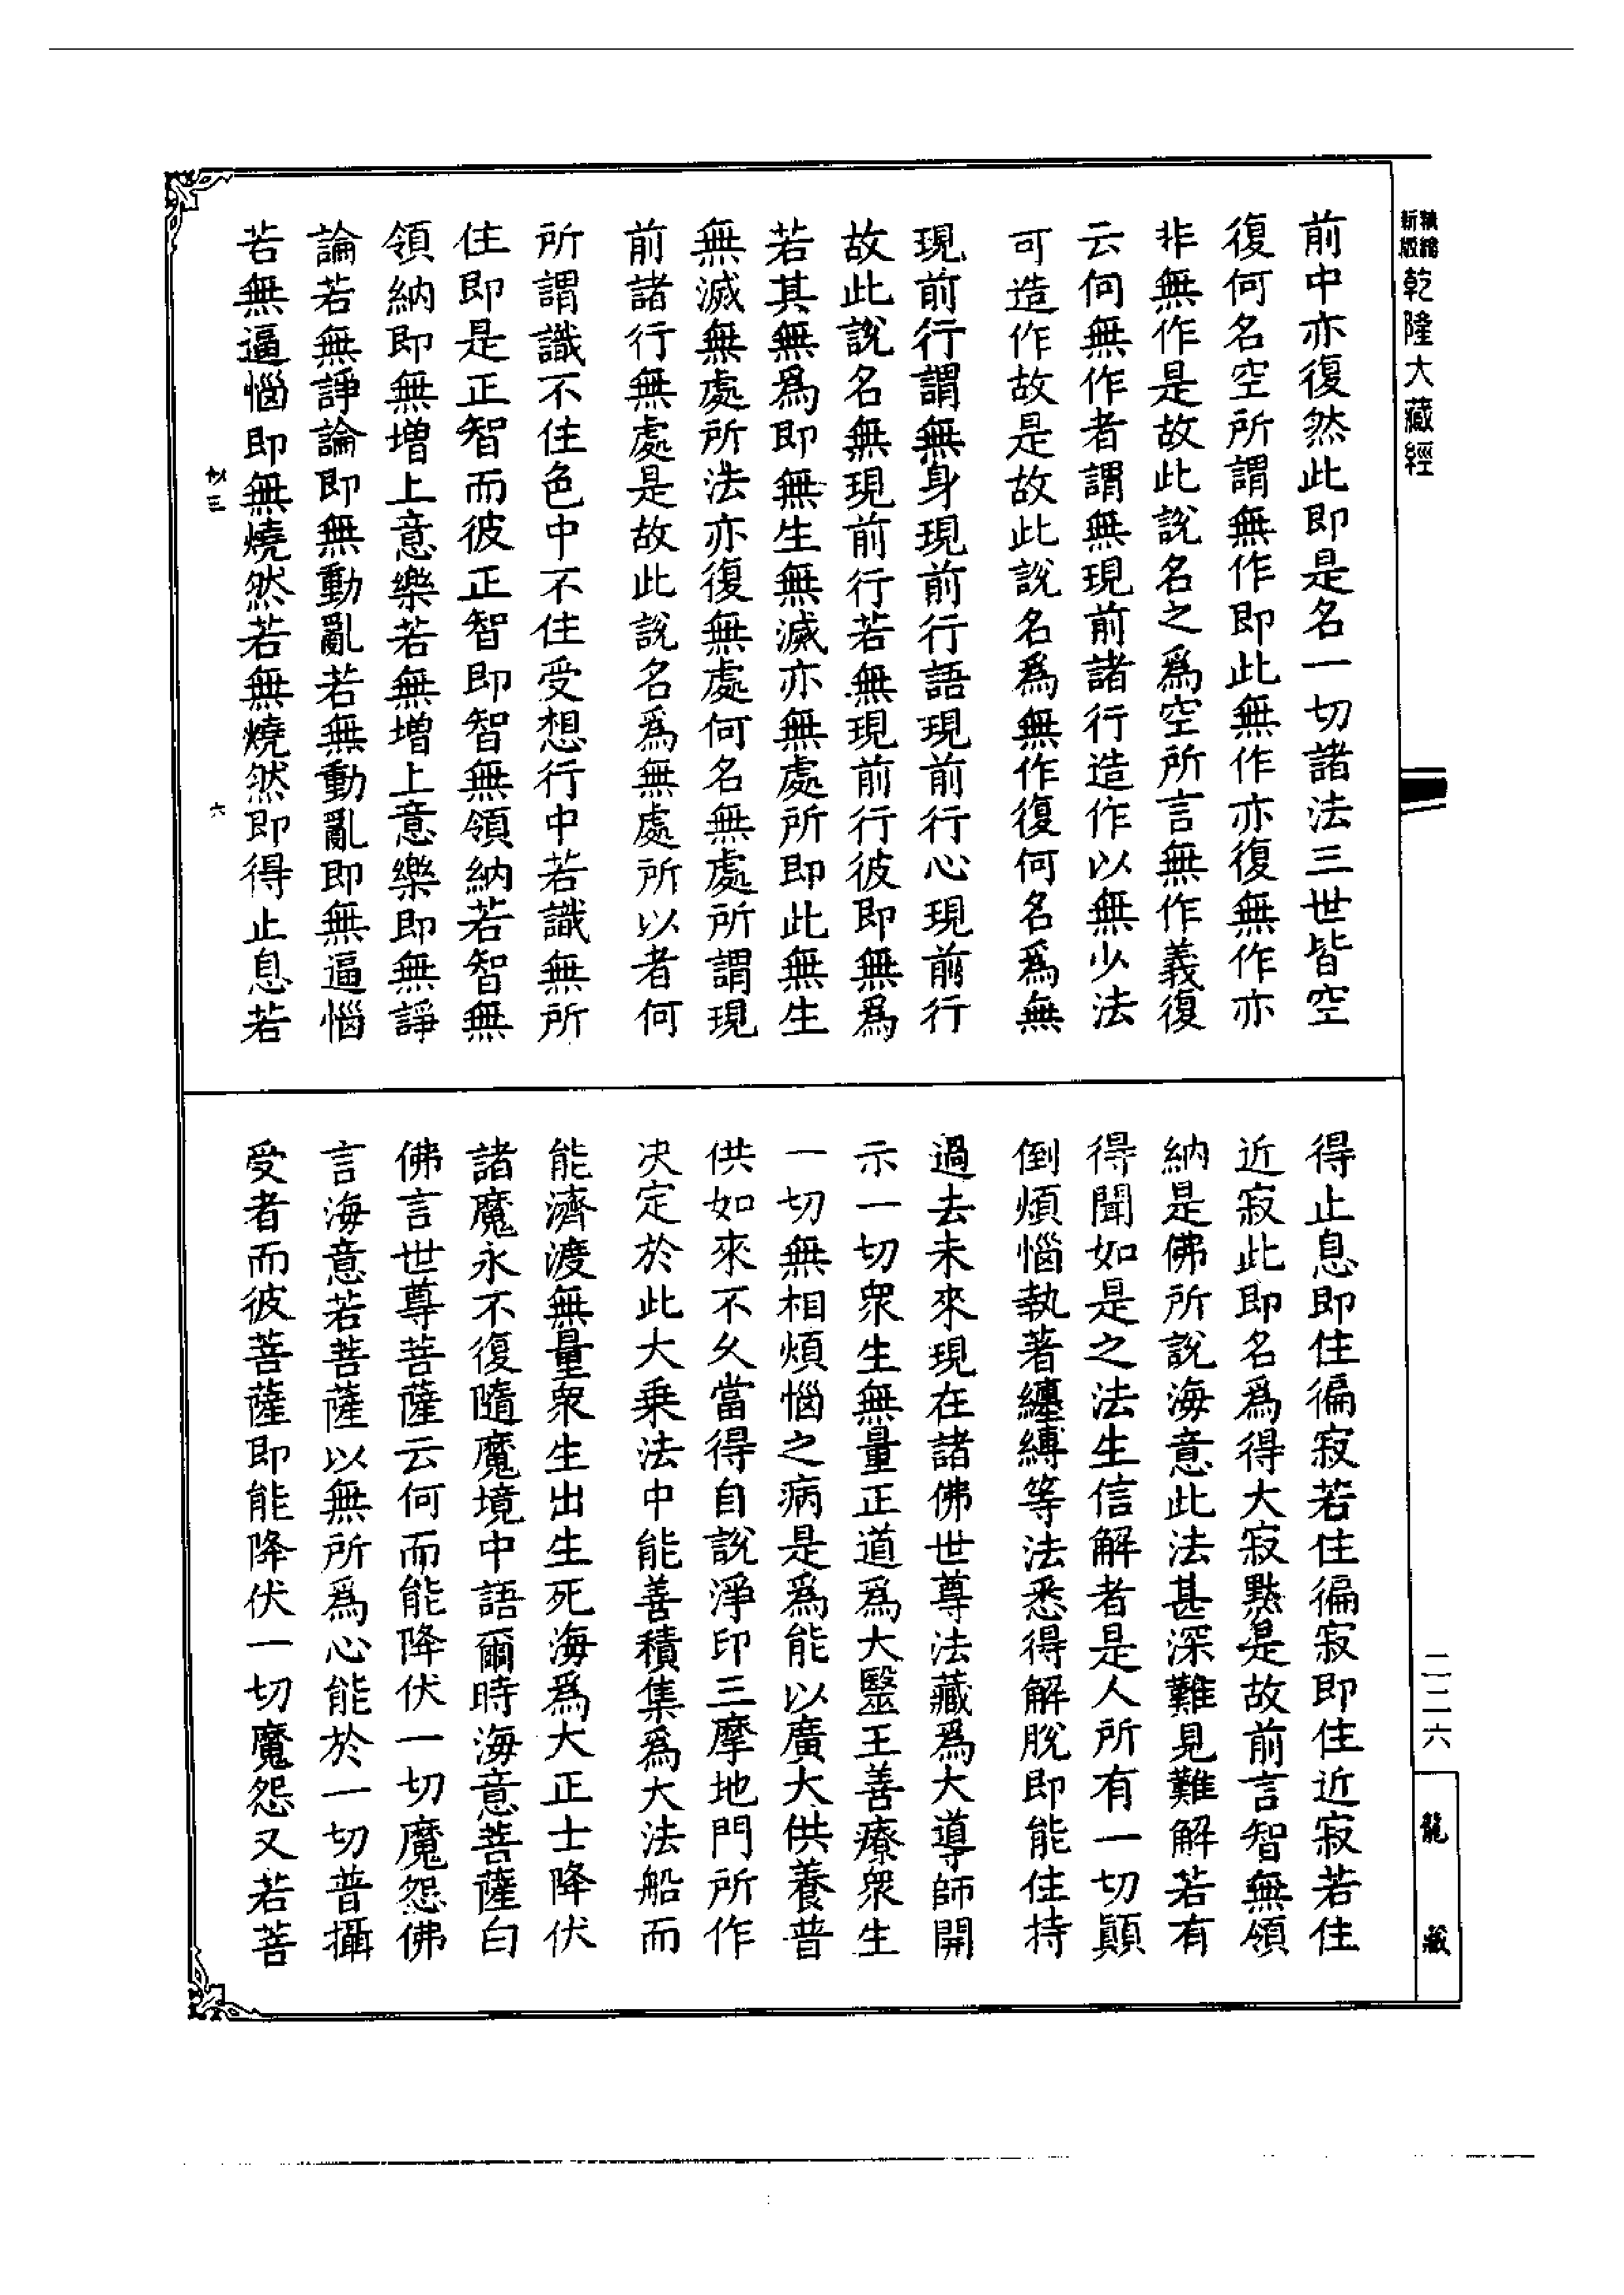 精縮新版乾隆大藏經
前中亦復然此即是名一切諸法三世皆空
復何名空所謂無作即此無作亦復無作亦
非無作是故此說名之爲空所言無作義復
云何無作者謂無現前諸行造作以無少法
可造作故是故此說名爲無作復何名爲無
現前行謂無身現前行語現前行心現前行
故此說名無現前行若無現前行彼即無爲
若其無爲即無生無滅亦無處所即此無生
無滅無處所法亦復無處何名無處所謂現
前諸行無處是故此說名爲無處所以者何
所謂識不住色中不住受想行中若識無所
住即是正智而彼正智即智無領納若智無
領納即無增上意樂若無增上意樂即無諍
論若無諍論即無動亂若無動亂即無逼惱
若無逼惱即無燒然若無燒然即得止息若
似三
六
得止息即住徧寂若住徧寂即住近寂若住
近寂此即名爲得大寂點是故前言智無領
納是佛所說海意此法甚深難見難解若有
得聞如是之法生信解者是人所有一切顛
倒煩惱執著纏縛等法悉得解脫即能住持
過去未來現在諸佛世尊法藏爲大導師開
示一切眾生無量正道爲大醫王善療眾生
一切無相煩惱之病是爲能以廣大供養普
供如來不久當得自說淨印三摩地門所作
决定於此大乗法中能善積集爲大法船而
能濟渡無量衆生出生死海爲大正士降伏
諸魔永不復隨魔境中語爾時海意菩薩白
佛言世尊菩薩云何而能降伏一切魔怨佛
言海意若菩薩以無所爲心能於一切普攝
受者而彼菩薩即能降伏一切魔怨又若菩
二二六
龍藏